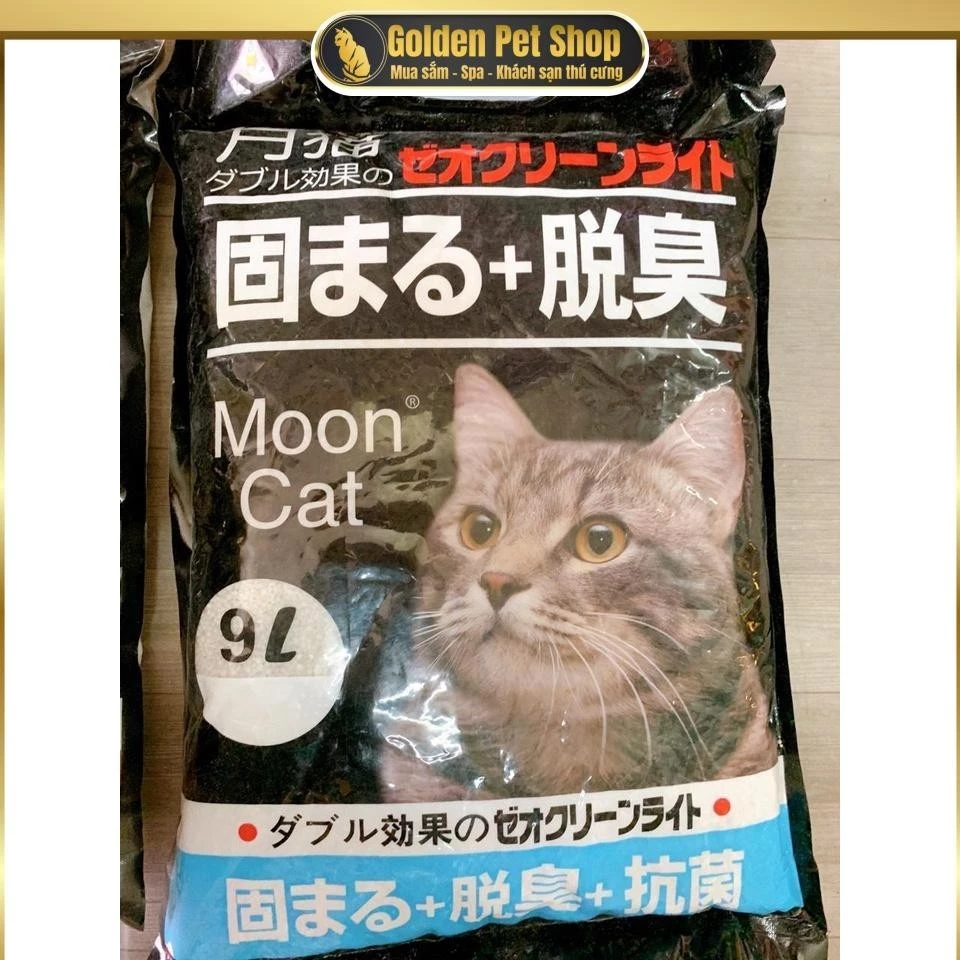 Golden Pet Shop
Mua sắm - Spa - Khách sạn thú cưng
月猫
ダブル効果のゼオクリーンライト
固まる+脱臭
Moon®
Cat
9L
ダブル効果のゼオクリーンライト
固まる+脱臭+抗菌